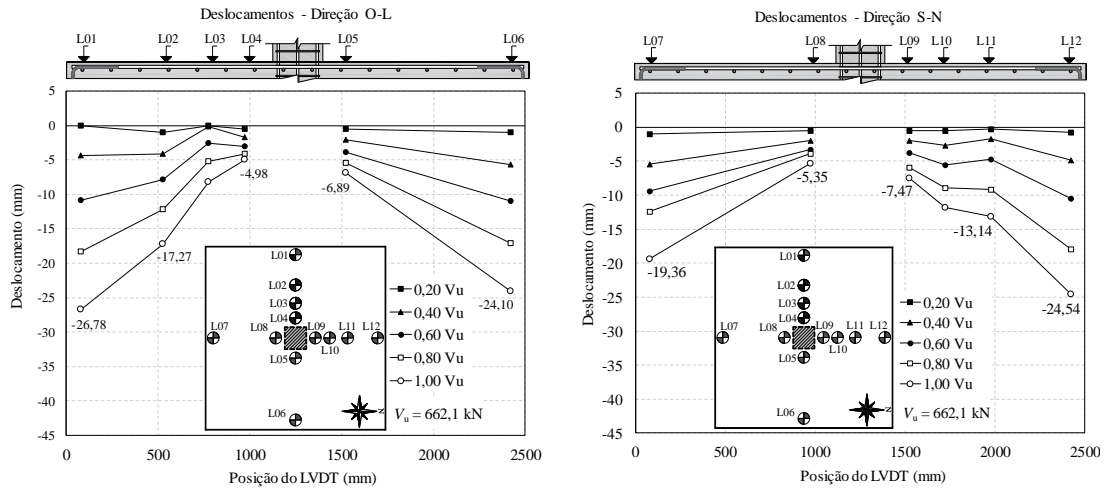 Deslocamentos - Direção O-L
L01 L02 L03 L04 L05 L06
Deslocamento (mm)
5
0
-5
-10
-15
-20
-25
-30
-35
-40
-45
-4,98
-6,89
-17,27
-26,78
-24,10
L01
L02
L03
L04
L07 L08 L09 L11 L12
L10
L05
L06
N
0,20 Vu
0,40 Vu
0,60 Vu
0,80 Vu
1,00 Vu
Vu = 662,1 kN
0 500 1000 1500 2000 2500
Posição do LVDT (mm)
Deslocamentos - Direção S-N
L07 L08 L09 L10 L11 L12
Deslocamento (mm)
5
0
-5
-10
-15
-20
-25
-30
-35
-40
-45
-5,35
-7,47
-13,14
-19,36
-24,54
L01
L02
L03
L04
L07 L08 L09 L11 L12
L10
L05
L06
N
0,20 Vu
0,40 Vu
0,60 Vu
0,80 Vu
1,00 Vu
Vu = 662,1 kN
0 500 1000 1500 2000 2500
Posição do LVDT (mm)